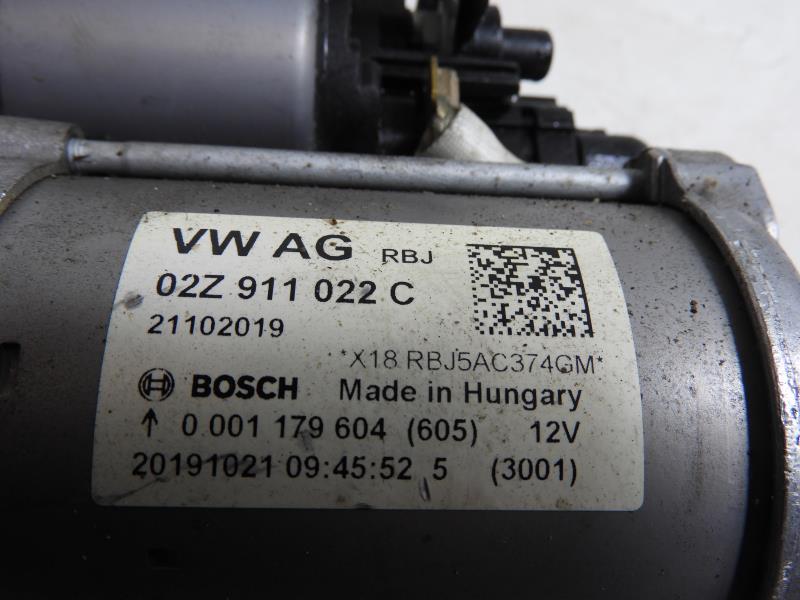 VW AG RBJ
02Z 911 022 C
21102019
*X18 RBJ5AC374GM*
BOSCH Made in Hungary
↑ 0 001 179 604 (605) 12V
20191021 09:45:52 5 (3001)